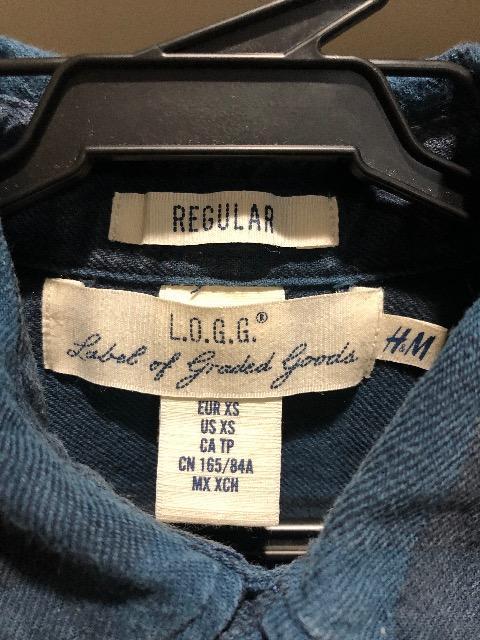 REGULAR
L.O.G.G.®
Label of Graded Goods
H&M
EUR XS
US XS
CA TP
CN 165/84A
MX XCH